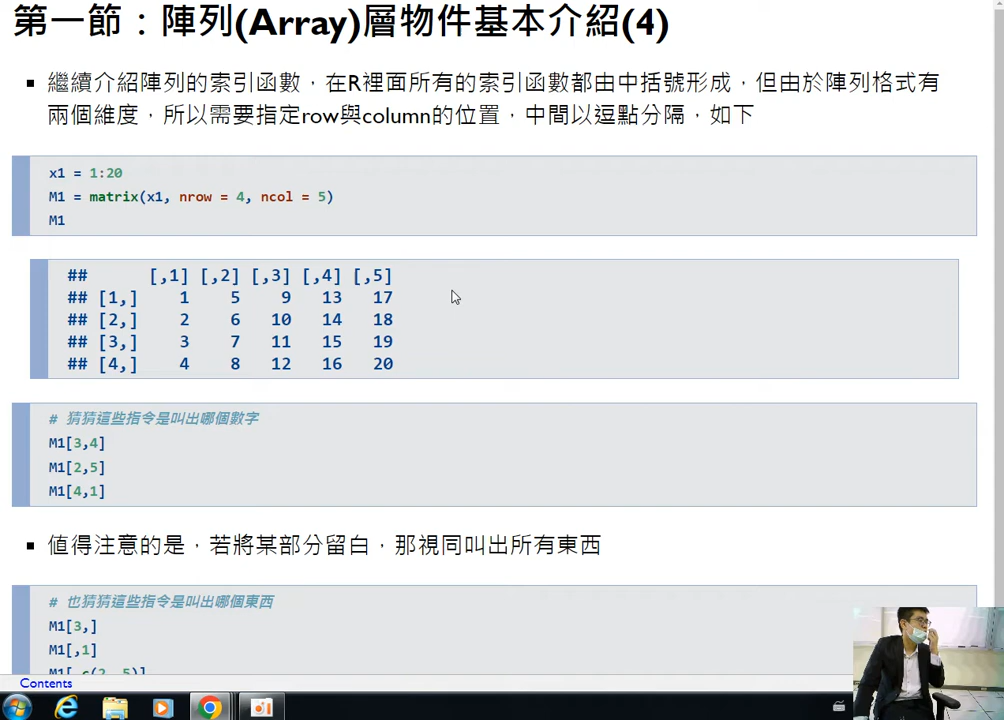 第一節：陣列(Array)層物件基本介紹(4)
▪ 繼續介紹陣列的索引函數，在R裡面所有的索引函數都由中括號形成，但由於陣列格式有
兩個維度，所以需要指定row與column的位置，中間以逗點分隔，如下
x1 = 1:20
M1 = matrix(x1, nrow = 4, ncol = 5)
M1
## [,1] [,2] [,3] [,4] [,5]
## [1,] 1 5 9 13 17
## [2,] 2 6 10 14 18
## [3,] 3 7 11 15 19
## [4,] 4 8 12 16 20
# 猜猜這些指令是叫出哪個數字
M1[3,4]
M1[2,5]
M1[4,1]
▪ 值得注意的是，若將某部分留白，那視同叫出所有東西
# 也猜猜這些指令是叫出哪個東西
M1[3,]
M1[,1]
M1[,c(2, 5)]
Contents